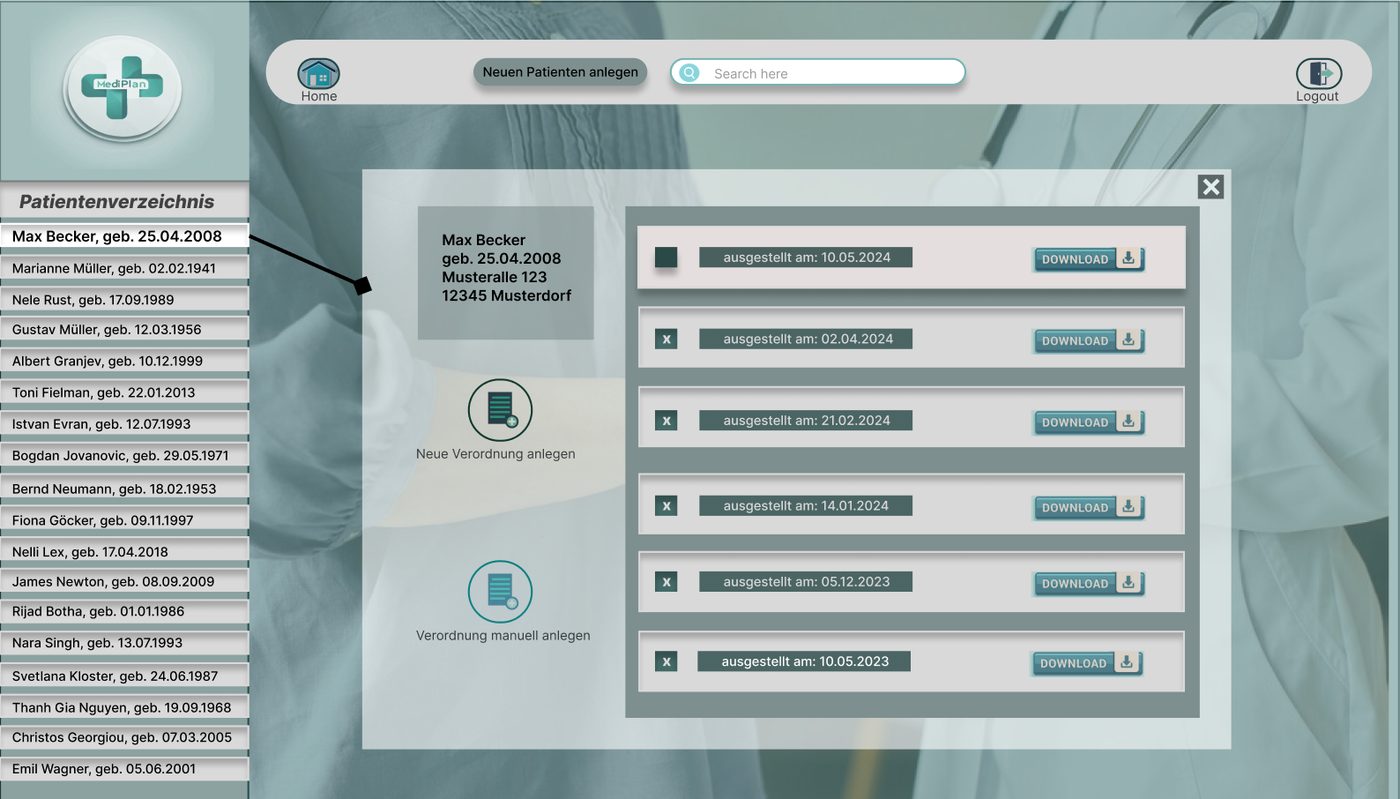 MediPlan
Home
Neuen Patienten anlegen
Search here
Logout
Patientenverzeichnis
Max Becker, geb. 25.04.2008
Marianne Müller, geb. 02.02.1941
Nele Rust, geb. 17.09.1989
Gustav Müller, geb. 12.03.1956
Albert Granjev, geb. 10.12.1999
Toni Fielman, geb. 22.01.2013
Istvan Evran, geb. 12.07.1993
Bogdan Jovanovic, geb. 29.05.1971
Bernd Neumann, geb. 18.02.1953
Fiona Göcker, geb. 09.11.1997
Nelli Lex, geb. 17.04.2018
James Newton, geb. 08.09.2009
Rijad Botha, geb. 01.01.1986
Nara Singh, geb. 13.07.1993
Svetlana Kloster, geb. 24.06.1987
Thanh Gia Nguyen, geb. 19.09.1968
Christos Georgiou, geb. 07.03.2005
Emil Wagner, geb. 05.06.2001
Max Becker
geb. 25.04.2008
Musteralle 123
12345 Musterdorf
Neue Verordnung anlegen
Verordnung manuell anlegen
ausgestellt am: 10.05.2024 DOWNLOAD
x ausgestellt am: 02.04.2024 DOWNLOAD
x ausgestellt am: 21.02.2024 DOWNLOAD
x ausgestellt am: 14.01.2024 DOWNLOAD
x ausgestellt am: 05.12.2023 DOWNLOAD
x ausgestellt am: 10.05.2023 DOWNLOAD